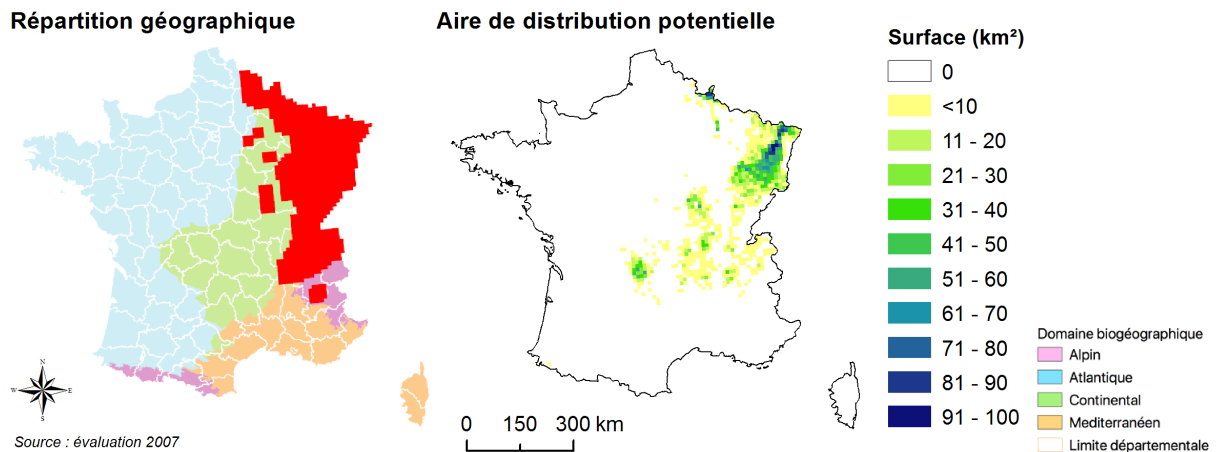 Répartition géographique
Aire de distribution potentielle
Surface (km²)
0
<10
11 - 20
21 - 30
31 - 40
41 - 50
51 - 60
61 - 70
71 - 80
81 - 90
91 - 100
Domaine biogéographique
Alpin
Atlantique
Continental
Mediterranéen
Limite départementale
N
W
E
S
Source : évaluation 2007
0 150 300 km